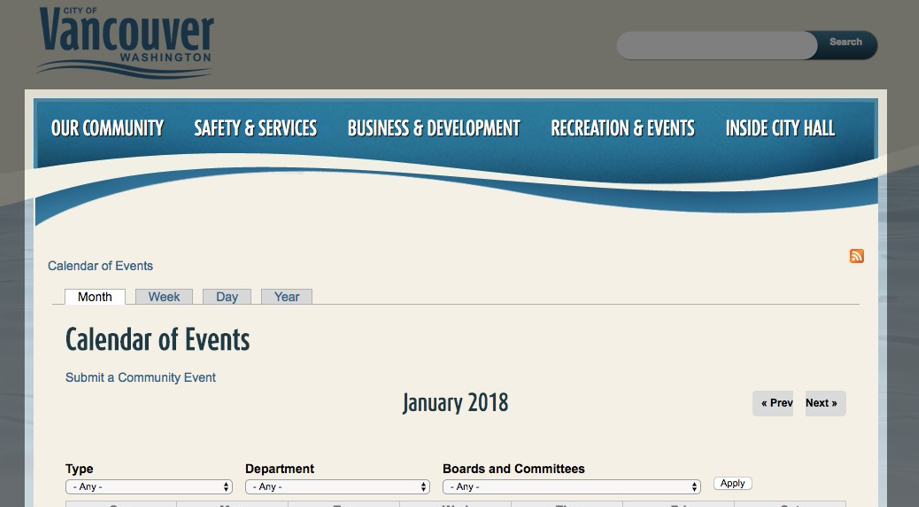 CITY OF
Vancouver
WASHINGTON
Search
OUR COMMUNITY SAFETY & SERVICES BUSINESS & DEVELOPMENT RECREATION & EVENTS INSIDE CITY HALL
Calendar of Events
Month Week Day Year
Calendar of Events
Submit a Community Event
January 2018
« Prev Next »
Type Department Boards and Committees
- Any - - Any - - Any - Apply